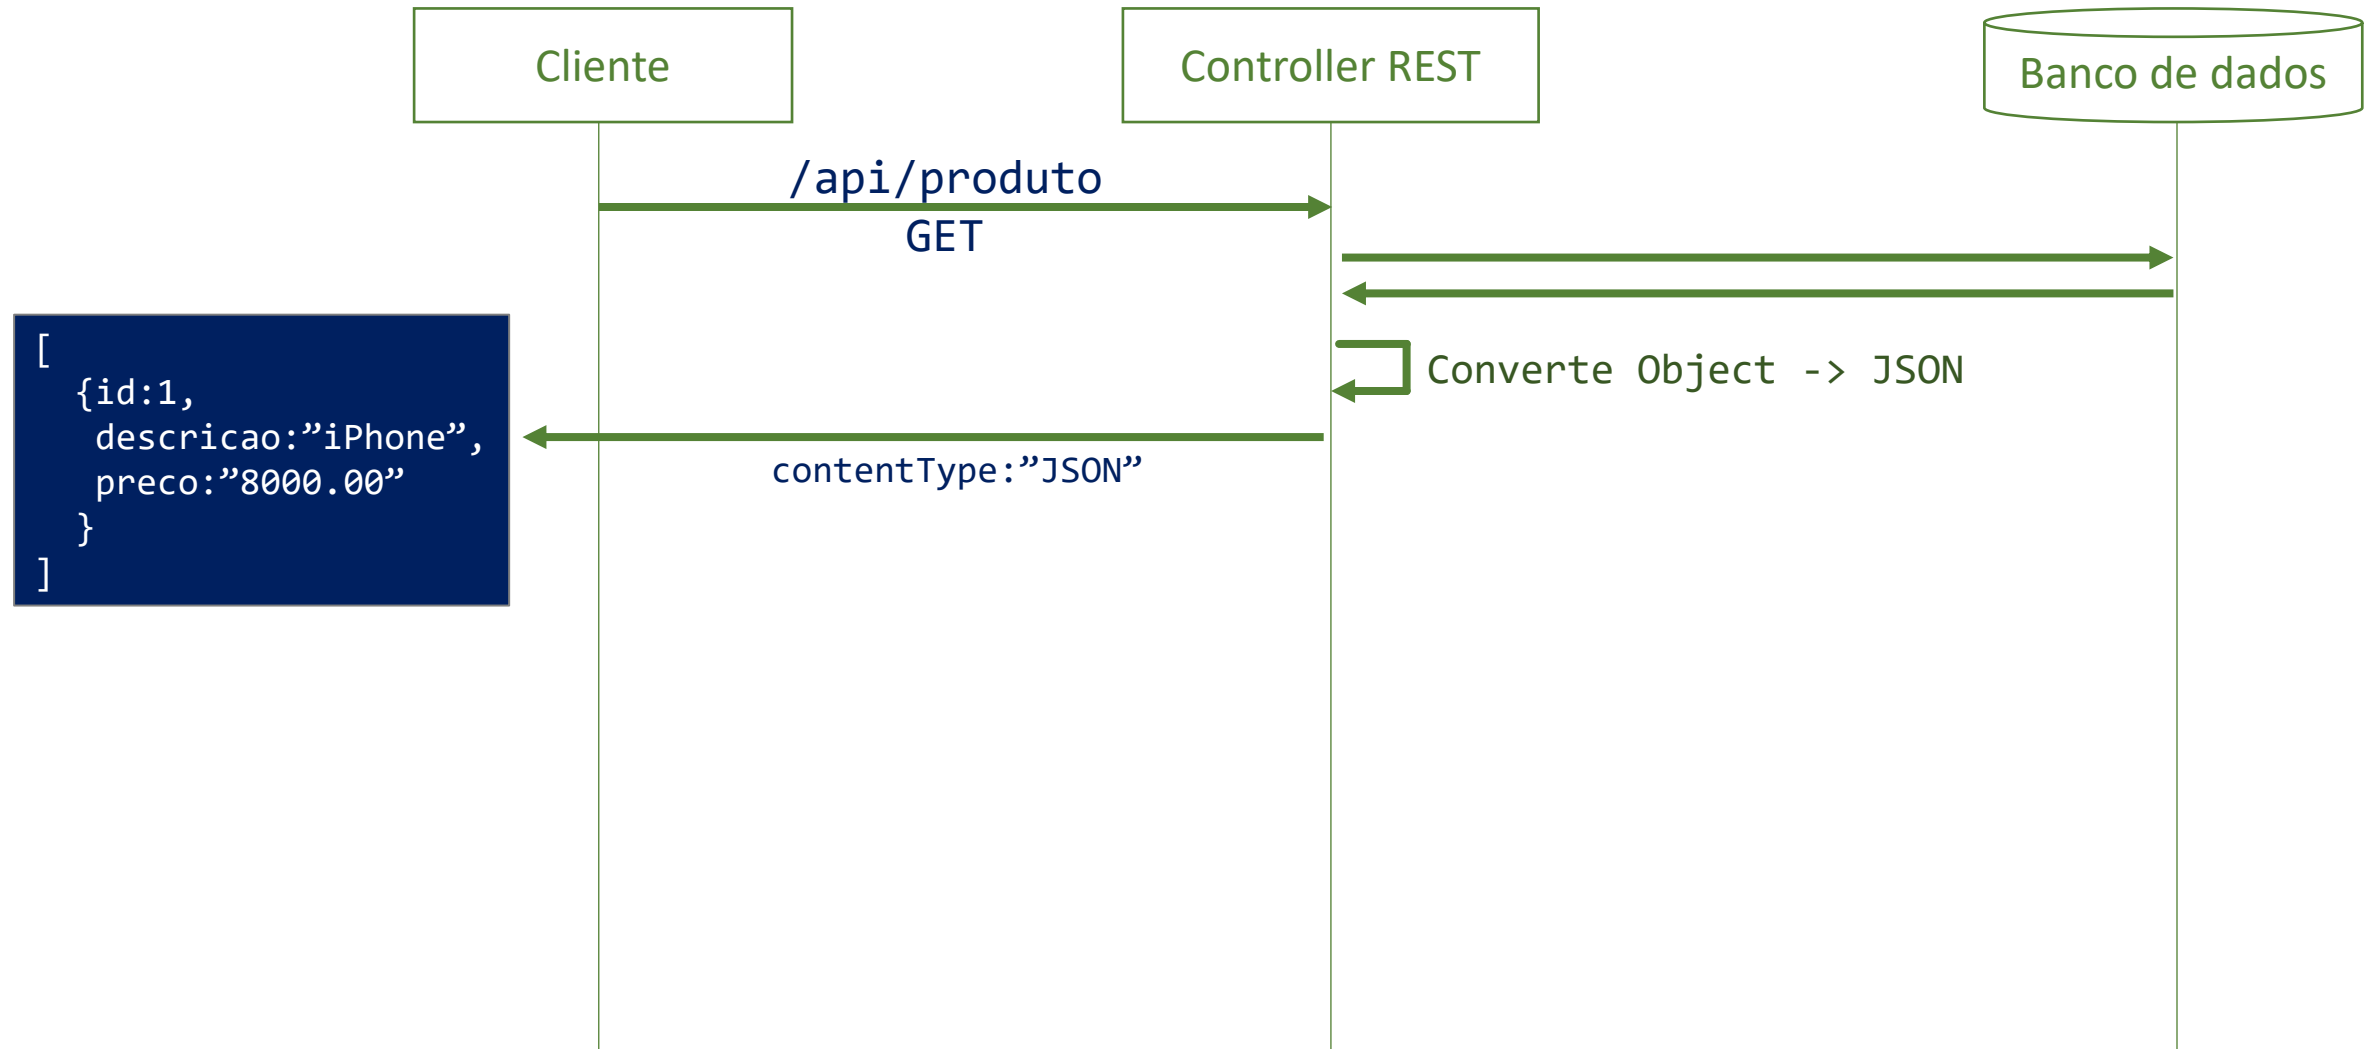 Cliente
Controller REST
Banco de dados
/api/produto
GET
Converte Object -> JSON
contentType:”JSON”
[
{id:1,
descricao:”iPhone”,
preco:”8000.00”
}
]